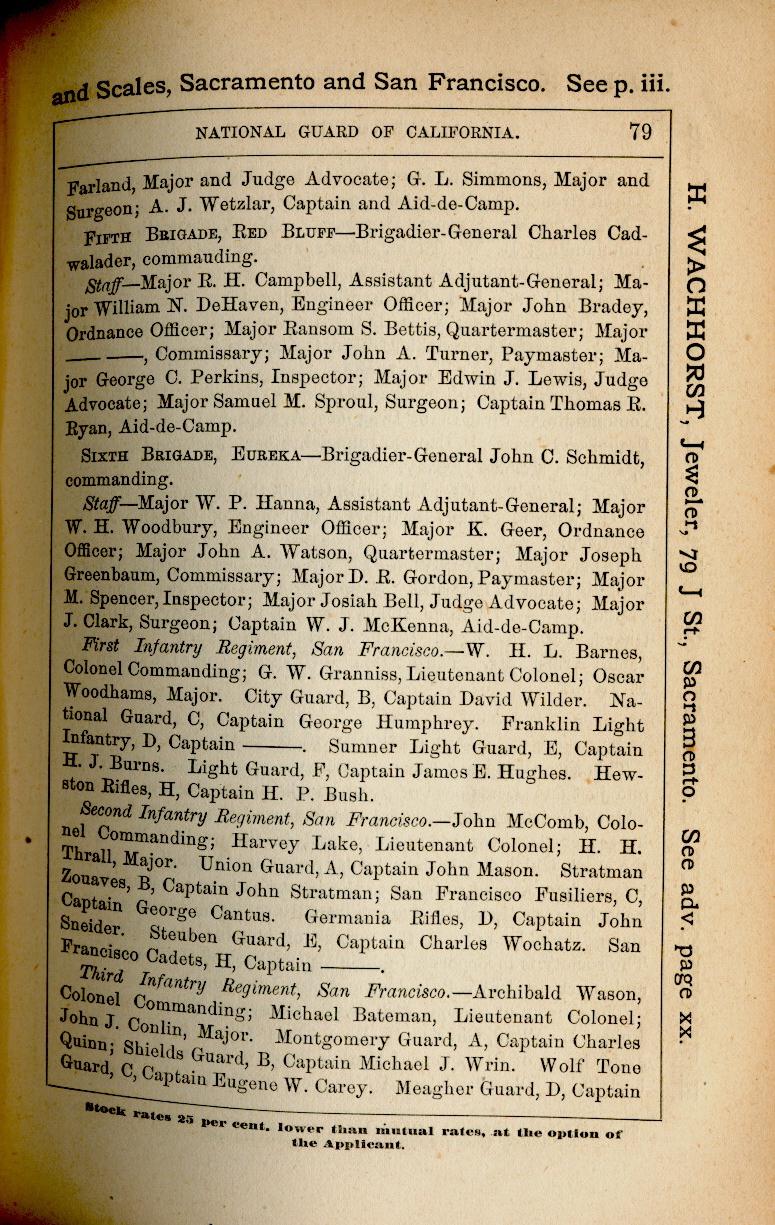 and Scales, Sacramento and San Francisco. See p. iii.
NATIONAL GUARD OF CALIFORNIA. 79
Farland, Major and Judge Advocate; G. L. Simmons, Major and
Surgeon; A. J. Wetzlar, Captain and Aid-de-Camp.
FIFTH BRIGADE, RED BLUFF—Brigadier-General Charles Cad-
walader, commauding.
Staff—Major R. H. Campbell, Assistant Adjutant-General; Ma-
jor William N. DeHaven, Engineer Officer; Major John Bradey,
Ordnance Officer; Major Ransom S. Bettis, Quartermaster; Major
—— ——, Commissary; Major John A. Turner, Paymaster; Ma-
jor George C. Perkins, Inspector; Major Edwin J. Lewis, Judge
Advocate; Major Samuel M. Sproul, Surgeon; Captain Thomas R.
Ryan, Aid-de-Camp.
SIXTH BRIGADE, EUREKA—Brigadier-General John C. Schmidt,
commanding.
Staff—Major W. P. Hanna, Assistant Adjutant-General; Major
W. H. Woodbury, Engineer Officer; Major K. Geer, Ordnance
Officer; Major John A. Watson, Quartermaster; Major Joseph
Greenbaum, Commissary; Major D. R. Gordon, Paymaster; Major
M. Spencer, Inspector; Major Josiah Bell, Judge Advocate; Major
J. Clark, Surgeon; Captain W. J. McKenna, Aid-de-Camp.
First Infantry Regiment, San Francisco.—W. H. L. Barnes,
Colonel Commanding; G. W. Granniss, Lieutenant Colonel; Oscar
Woodhams, Major. City Guard, B, Captain David Wilder. Na-
tional Guard, C, Captain George Humphrey. Franklin Light
Infantry, D, Captain ———. Sumner Light Guard, E, Captain
H. J. Burns. Light Guard, F, Captain James E. Hughes. Hew-
ston Rifles, H, Captain H. P. Bush.
Second Infantry Regiment, San Francisco.—John McComb, Colo-
nel Commanding; Harvey Lake, Lieutenant Colonel; H. H.
Thrall, Major. Union Guard, A, Captain John Mason. Stratman
Zouaves, B, Captain John Stratman; San Francisco Fusiliers, C,
Captain George Cantus. Germania Rifles, D, Captain John
Sneider. Steuben Guard, E, Captain Charles Wochatz. San
Francisco Cadets, H, Captain ———.
Third Infantry Regiment, San Francisco.—Archibald Wason,
Colonel Commanding; Michael Bateman, Lieutenant Colonel;
John J. Conlin, Major. Montgomery Guard, A, Captain Charles
Quinn; Shields Guard, B, Captain Michael J. Wrin. Wolf Tone
Guard, C, Captain Eugene W. Carey. Meagher Guard, D, Captain
Stock rates 25 per cent. lower than mutual rates, at the option of
the Applicant.
H. WACHHORST, Jeweler, 79 J St., Sacramento. See adv. page xx.